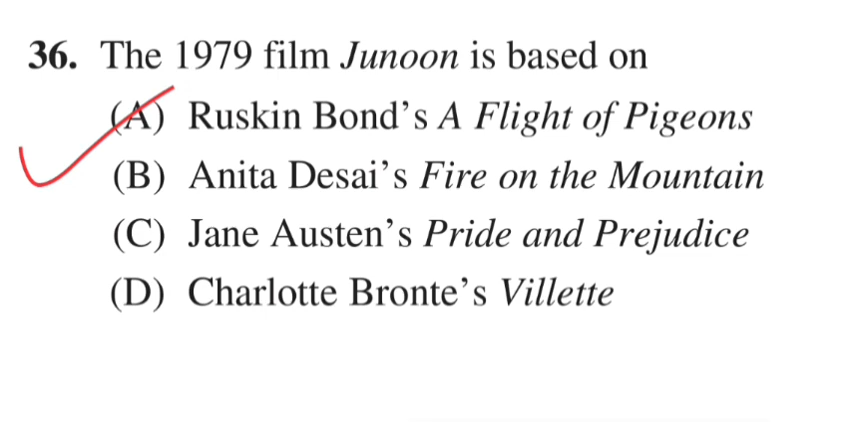 36. The 1979 film Junoon is based on
(A) Ruskin Bond’s A Flight of Pigeons
(B) Anita Desai’s Fire on the Mountain
(C) Jane Austen’s Pride and Prejudice
(D) Charlotte Bronte’s Villette